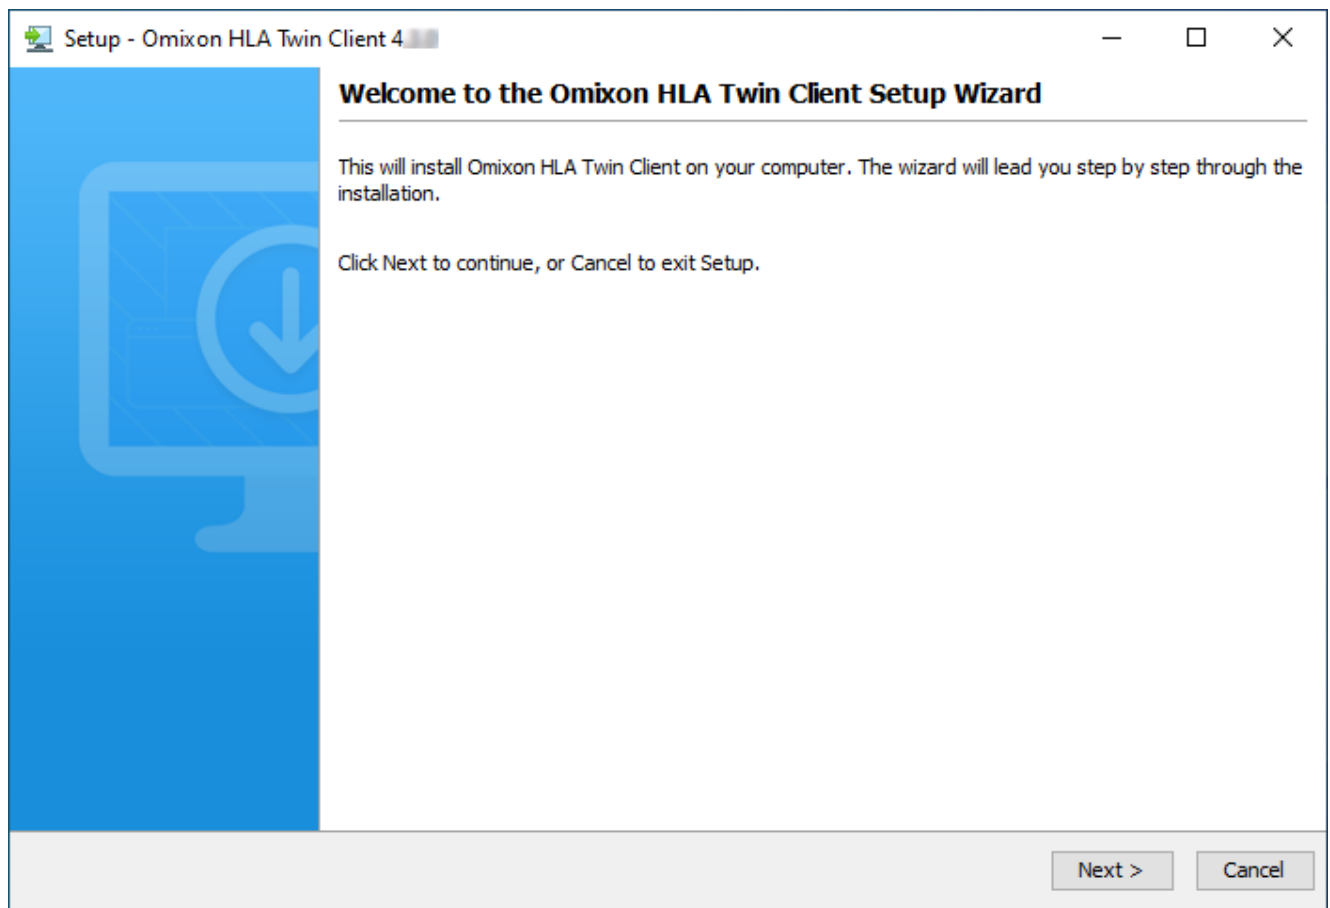 Setup - Omixon HLA Twin Client 4
Welcome to the Omixon HLA Twin Client Setup Wizard
This will install Omixon HLA Twin Client on your computer. The wizard will lead you step by step through the
installation.
Click Next to continue, or Cancel to exit Setup.
Next >
Cancel